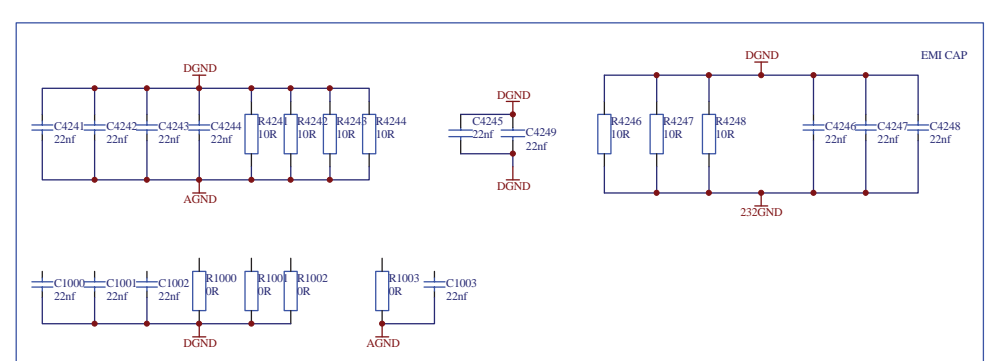 EMI CAP
DGND
C4241
22nf
C4242
22nf
C4243
22nf
C4244
22nf
R4241
10R
R4242
10R
R4243
10R
R4244
10R
AGND
DGND
C4245
22nf
C4249
22nf
DGND
DGND
R4246
10R
R4247
10R
R4248
10R
C4246
22nf
C4247
22nf
C4248
22nf
232GND
C1000
22nf
C1001
22nf
C1002
22nf
R1000
0R
R1001
0R
R1002
0R
DGND
R1003
0R
C1003
22nf
AGND